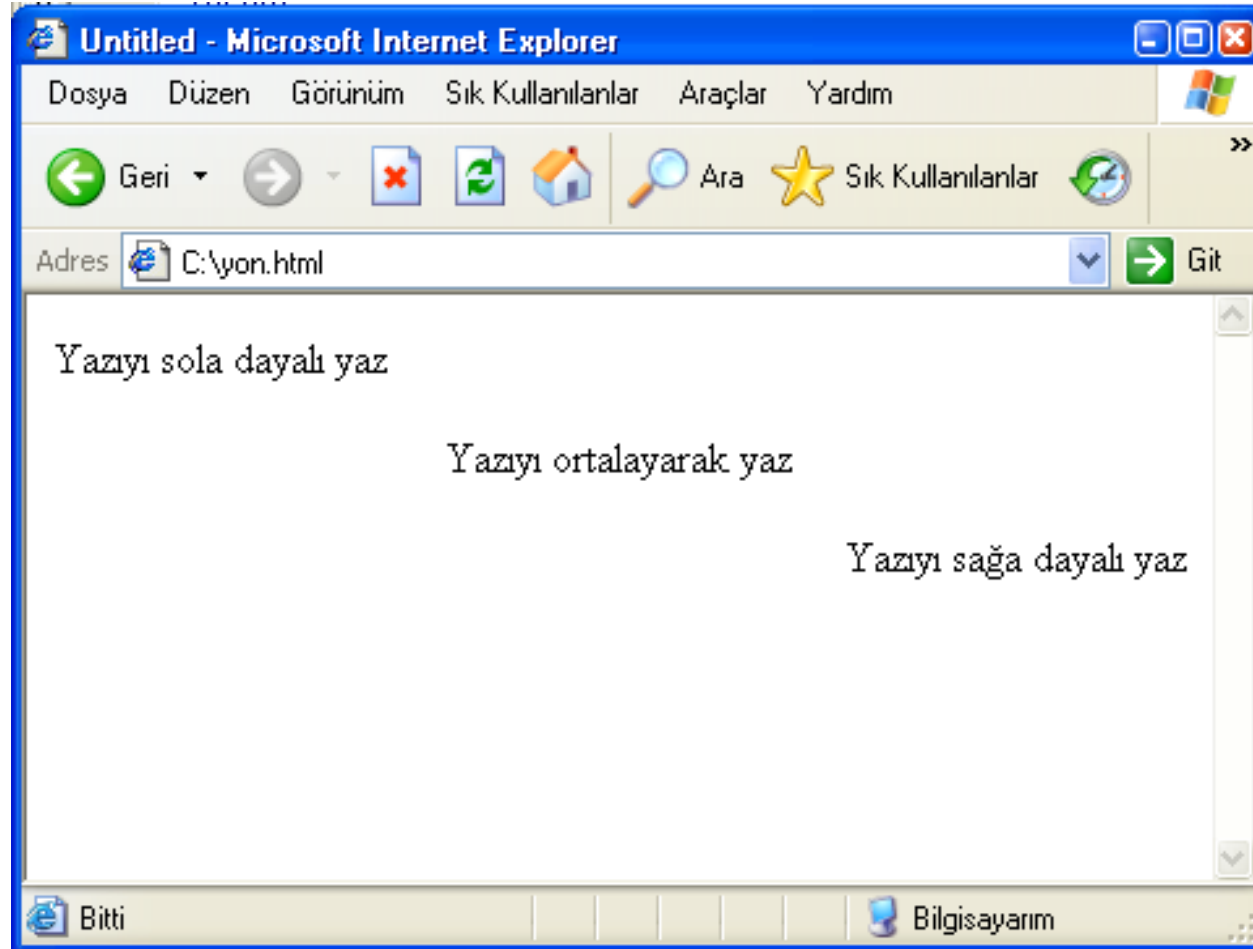 Untitled - Microsoft Internet Explorer
Dosya Düzen Görünüm Sık Kullanılanlar Araçlar Yardım
Geri Ara Sık Kullanılanlar »
Adres C:\yon.html Git
Yazıyı sola dayalı yaz
Yazıyı ortalayarak yaz
Yazıyı sağa dayalı yaz
Bitti Bilgisayarım